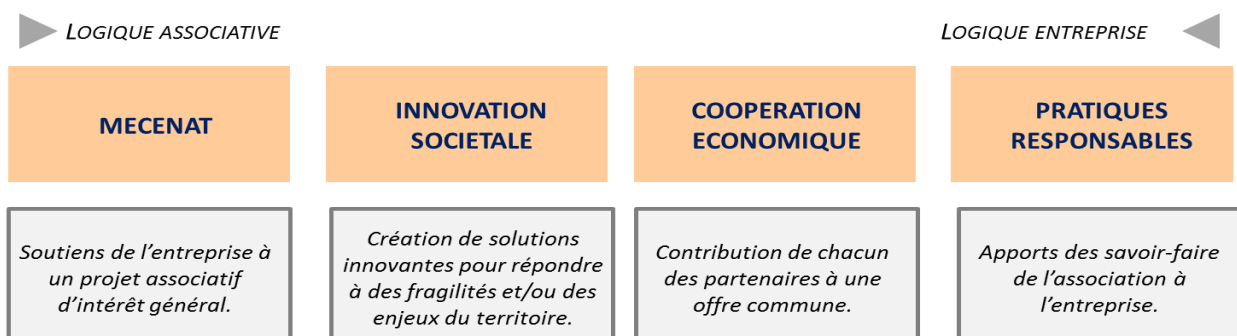 LOGIQUE ASSOCIATIVE
LOGIQUE ENTREPRISE
MECENAT
INNOVATION
SOCIETALE
COOPERATION
ECONOMIQUE
PRATIQUES
RESPONSABLES
Soutiens de l’entreprise à
un projet associatif
d’intérêt général.
Création de solutions
innovantes pour répondre
à des fragilités et/ou des
enjeux du territoire.
Contribution de chacun
des partenaires à une
offre commune.
Apports des savoir-faire
de l’association à
l’entreprise.